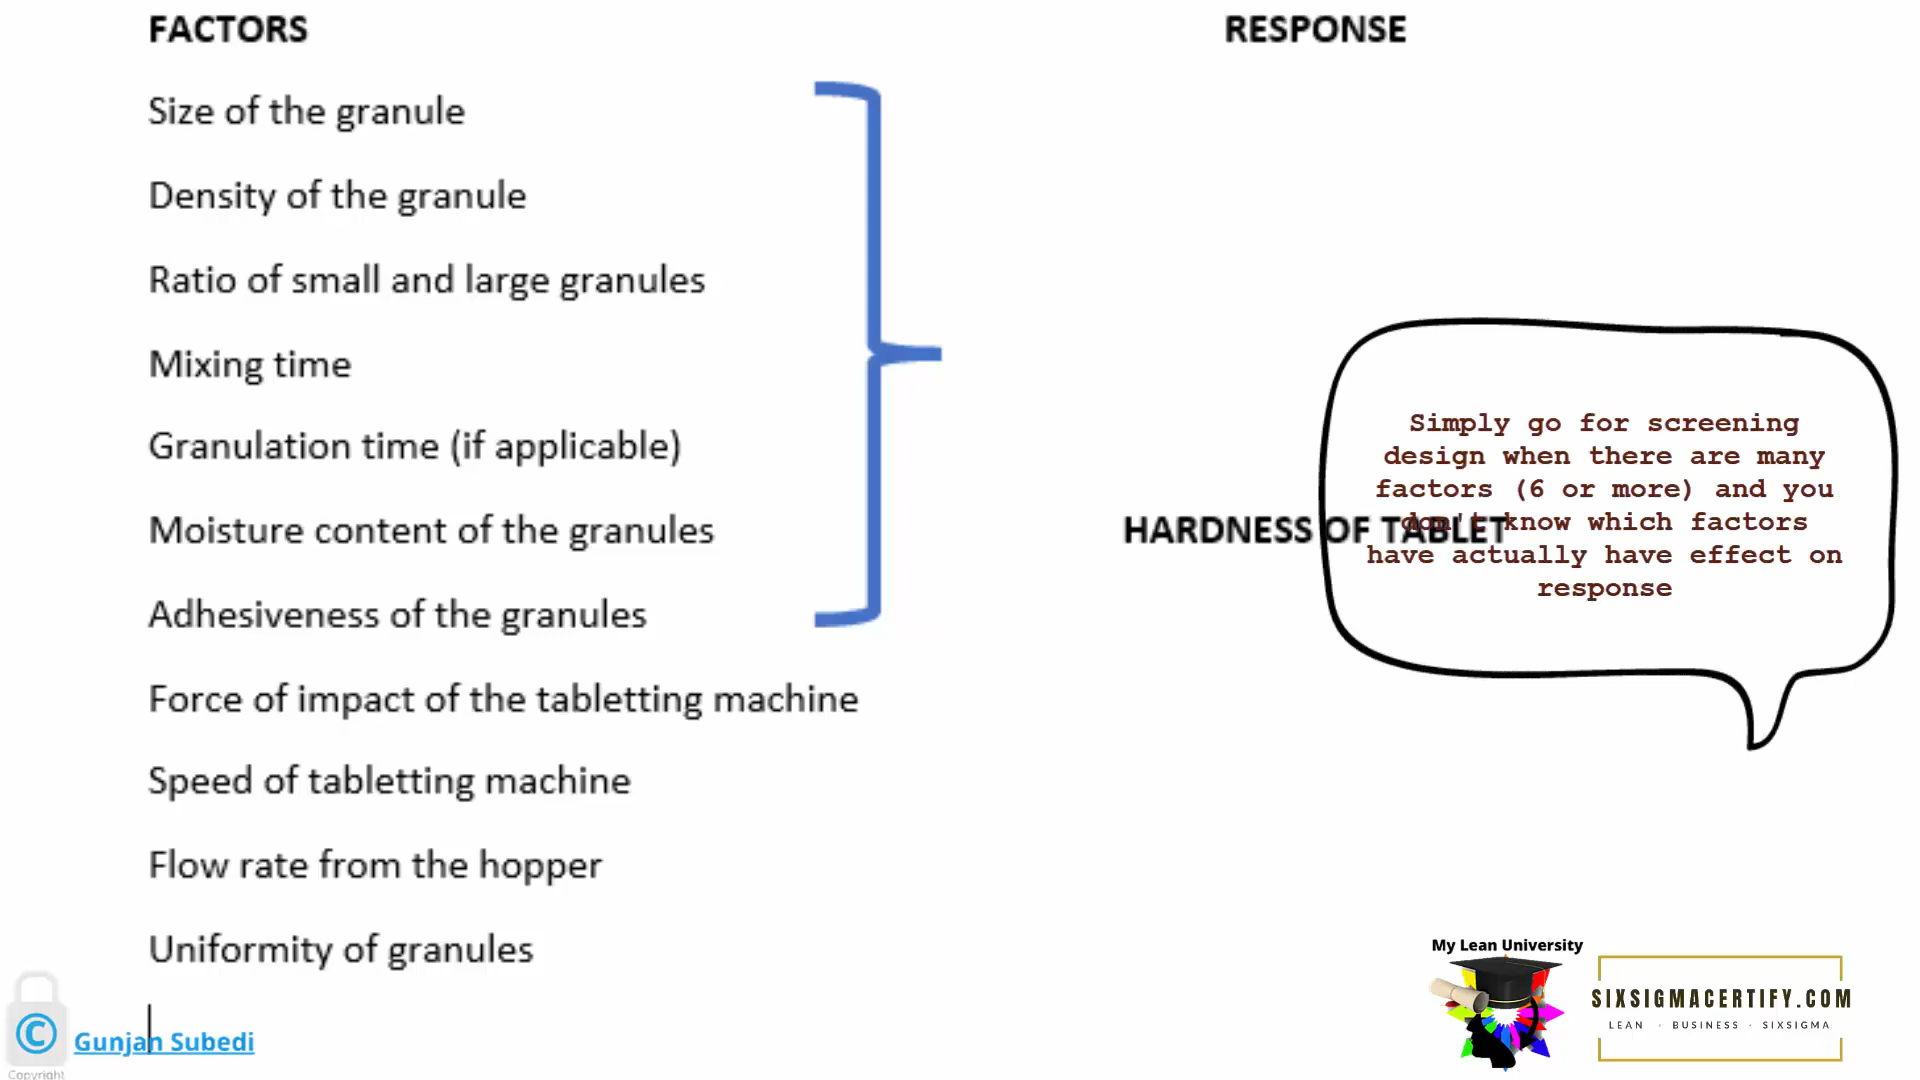 FACTORS
RESPONSE
Size of the granule
Density of the granule
Ratio of small and large granules
Mixing time
Granulation time (if applicable)
Moisture content of the granules
Adhesiveness of the granules
Force of impact of the tabletting machine
Speed of tabletting machine
Flow rate from the hopper
Uniformity of granules
HARDNESS OF TABLET
Simply go for screening
design when there are many
factors (6 or more) and you
don't know which factors
have actually have effect on
response
My Lean University
SIXSIGMACERTIFY.COM
LEAN · BUSINESS · SIXSIGMA
©
Gunjan Subedi
Copyright